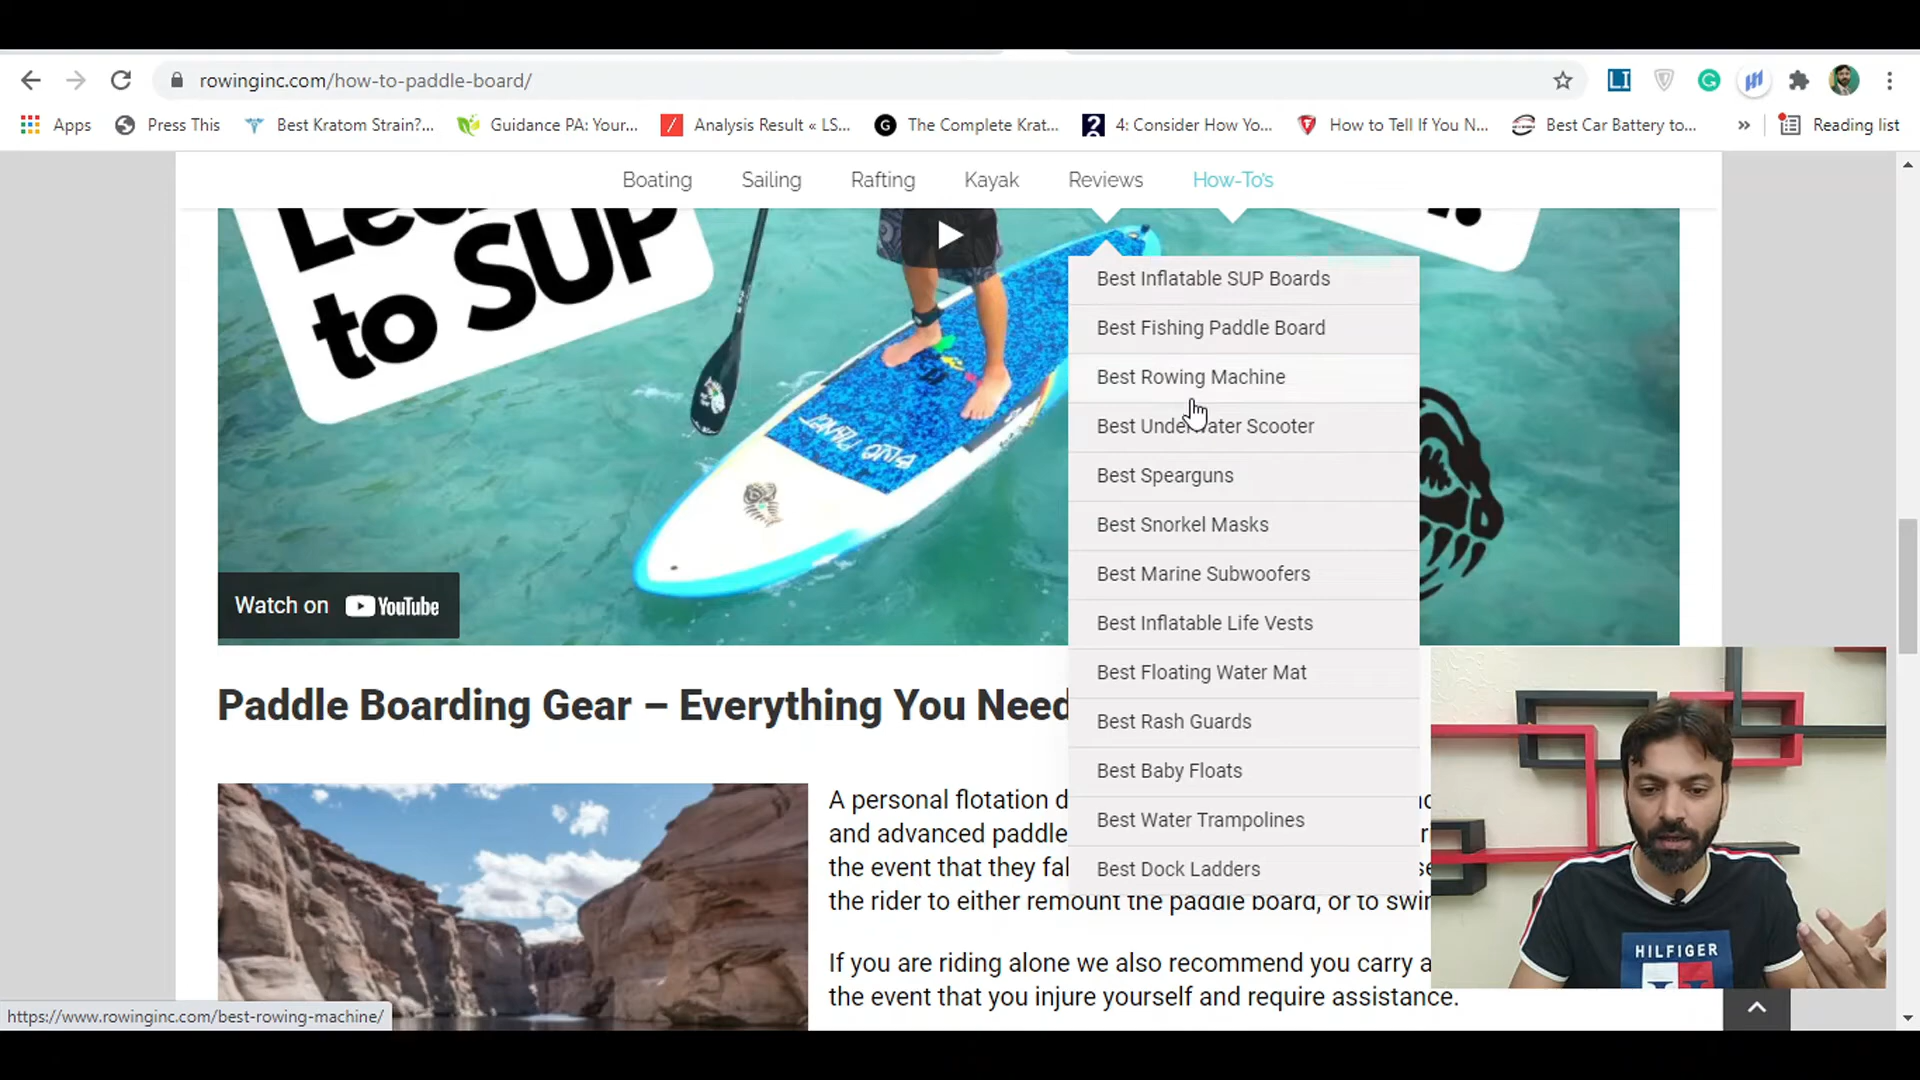 rowinginc.com/how-to-paddle-board/
Apps
Press This
Best Kratom Strain?...
Guidance PA: Your...
Analysis Result « LS...
The Complete Krat...
4: Consider How Yo...
How to Tell If You N...
Best Car Battery to...
»
Reading list
Boating
Sailing
Rafting
Kayak
Reviews
How-To's
to SUP
BLUE PLANET
Best Inflatable SUP Boards
Best Fishing Paddle Board
Best Rowing Machine
Best Underwater Scooter
Best Spearguns
Best Snorkel Masks
Best Marine Subwoofers
Best Inflatable Life Vests
Best Floating Water Mat
Best Rash Guards
Best Baby Floats
Best Water Trampolines
Best Dock Ladders
Watch on YouTube
Paddle Boarding Gear – Everything You Need
A personal flotation
and advanced paddle
the event that they
the rider to either remount the paddle board, or to
If you are riding alone we also recommend you carry a
the event that you injure yourself and require assistance.
HILFIGER
https://www.rowinginc.com/best-rowing-machine/